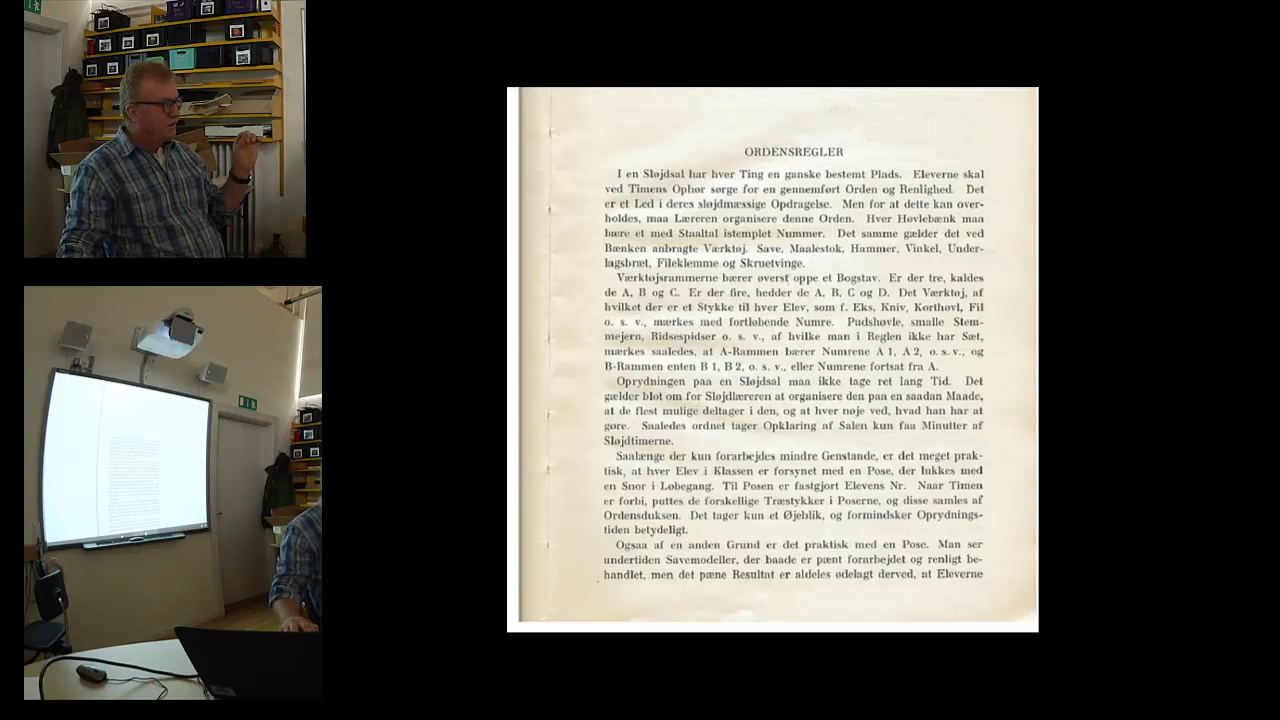 ORDENSREGLER
I en Sløjdsal har hver Ting en ganske bestemt Plads. Eleverne skal
ved Timens Ophør sørge for en gennemført Orden og Renlighed. Det
er et Led i deres sløjdmæssige Opdragelse. Men for at dette kan over-
holdes, maa Læreren organisere denne Orden. Hver Høvlebænk maa
bære et med Staaltal istemplet Nummer. Det samme gælder det ved
Bænken anbragte Værktøj. Save, Maalestok, Hammer, Vinkel, Under-
lagsbræt, Fileklemme og Skruetvinge.
Værktøjsrammerne bærer øverst oppe et Bogstav. Er der tre, kaldes
de A, B og C. Er der fire, hedder de A, B, C og D. Det Værktøj, af
hvilket der er et Stykke til hver Elev, som f. Eks, Kniv, Korthøvl, Fil
o. s. v., mærkes med fortløbende Numre. Pudshøvle, smalle Stem-
mejern, Ridsespidser o. s. v., af hvilke man i Reglen ikke har Sæt,
mærkes saaledes, at A-Rammen bærer Numrene A 1, A 2, o. s. v., og
B-Rammen enten B 1, B 2, o. s. v., eller Numrene fortsat fra A.
Oprydningen paa en Sløjdsal maa ikke tage ret lang Tid. Det
gælder blot om for Sløjdlæreren at organisere den paa en saadan Maade,
at de flest mulige deltager i den, og at hver nøje ved, hvad han har at
gøre. Saaledes ordnet tager Opklaring af Salen kun faa Minutter af
Sløjdtimerne.
Saalænge der kun forarbejdes mindre Genstande, er det meget prak-
tisk, at hver Elev i Klassen er forsynet med en Pose, der lukkes med
en Snor i Løbegang. Til Posen er fastgjort Elevens Nr. Naar Timen
er forbi, puttes de forskellige Træstykker i Poserne, og disse samles af
Ordensduksen. Det tager kun et Øjeblik, og formindsker Oprydnings-
tiden betydeligt.
Ogsaa af en anden Grund er det praktisk med en Pose. Man ser
undertiden Savemodeller, der baade er pænt forarbejdet og renligt be-
handlet, men det pæne Resultat er aldeles ødelagt derved, at Eleverne